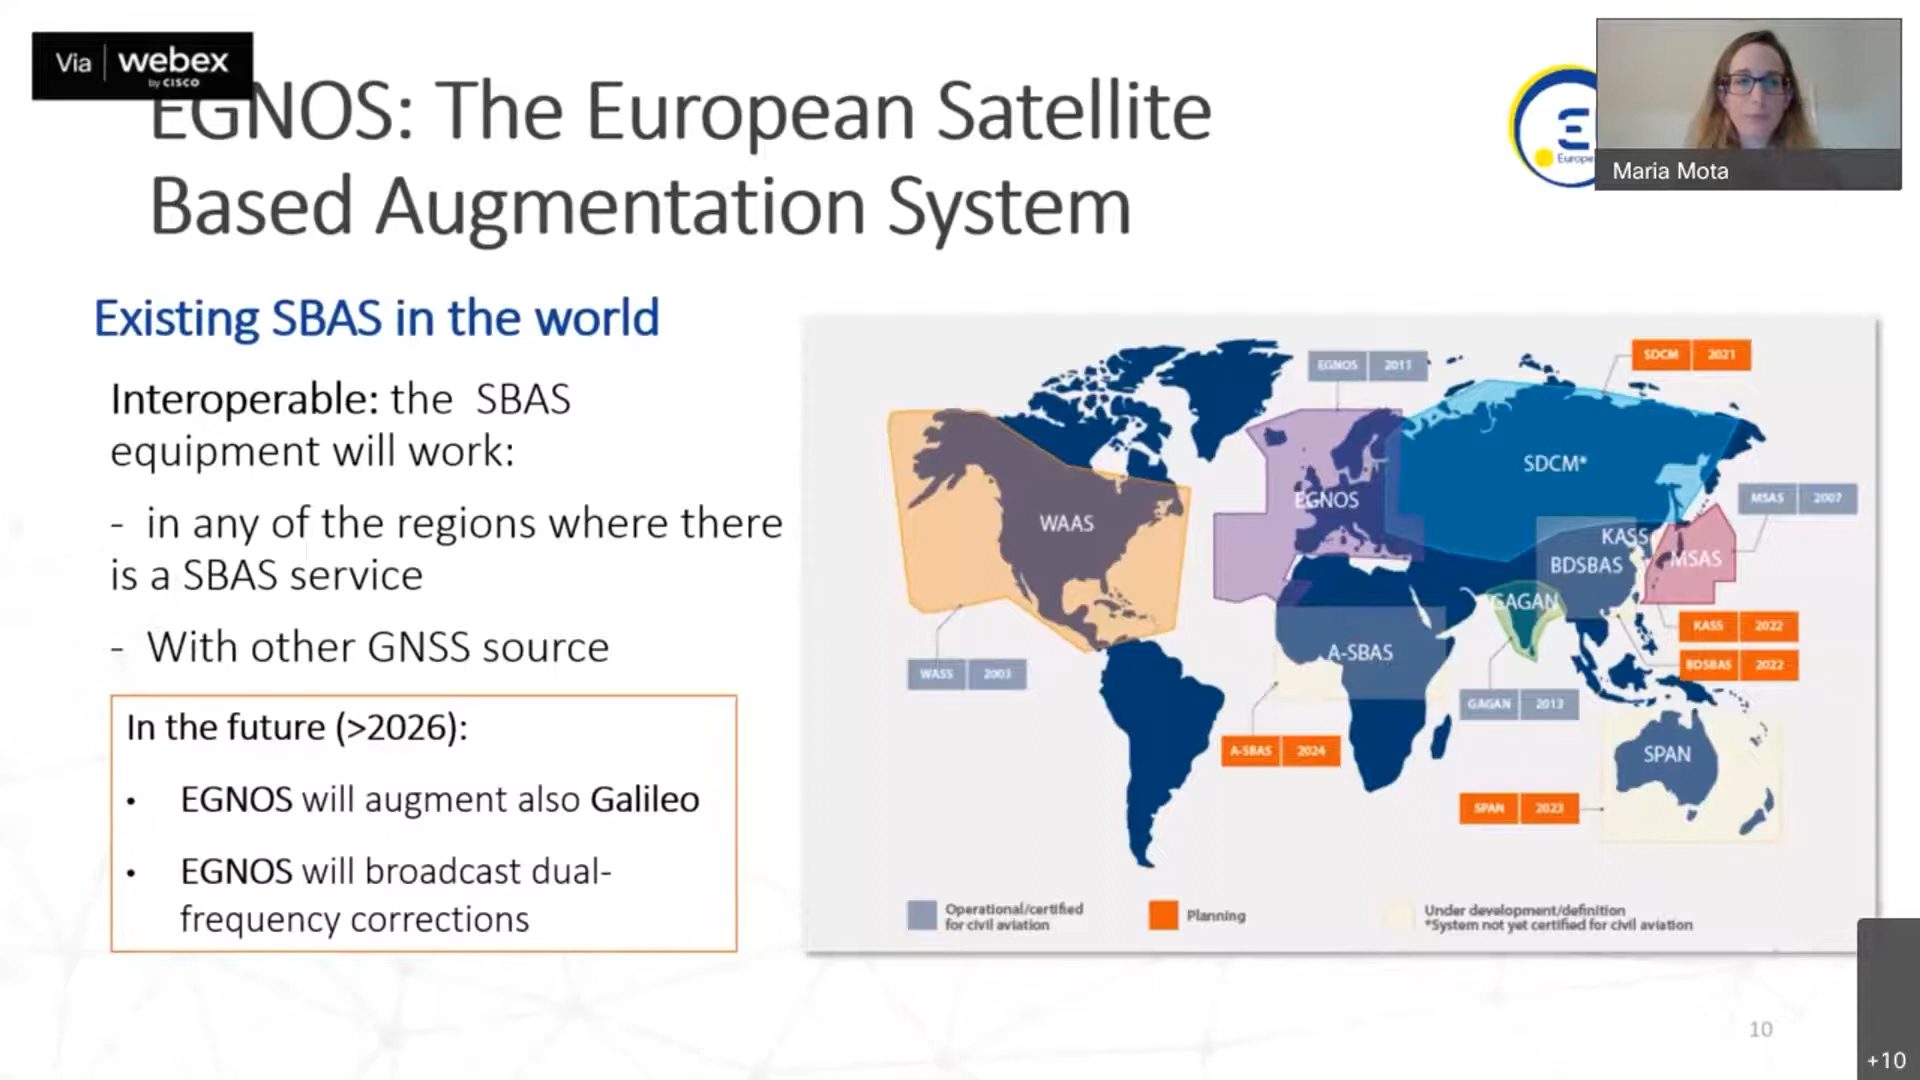 Via webex
by CISCO
EGNOS: The European Satellite
Based Augmentation System
Europe
Maria Mota
Existing SBAS in the world
Interoperable: the SBAS
equipment will work:
- in any of the regions where there
is a SBAS service
- With other GNSS source
In the future (>2026):
• EGNOS will augment also Galileo
• EGNOS will broadcast dual-
frequency corrections
EGNOS 2011
SDCM 2021
SDCM*
WAAS
EGNOS
MSAS 2007
KASS
BDSBAS
MSAS
GAGAN
KASS 2022
A-SBAS
BDSBAS 2022
WASS 2003
GAGAN 2013
A-SBAS 2024
SPAN
SPAN 2023
Operational/certified
for civil aviation
Planning
Under development/definition
*System not yet certified for civil aviation
10
+10